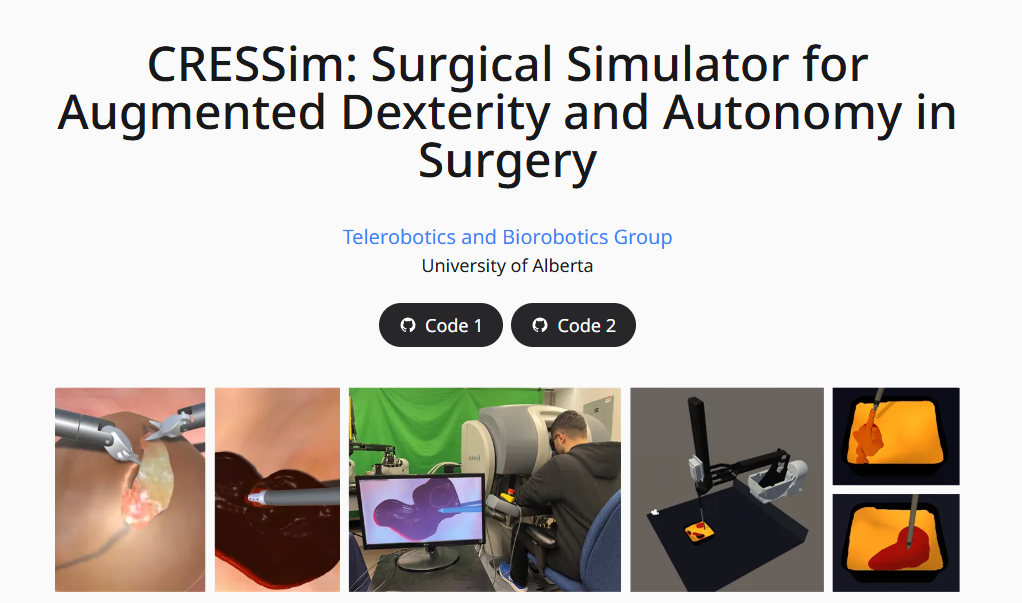 CRESSim: Surgical Simulator for
Augmented Dexterity and Autonomy in
Surgery
Telerobotics and Biorobotics Group
University of Alberta
Code 1
Code 2